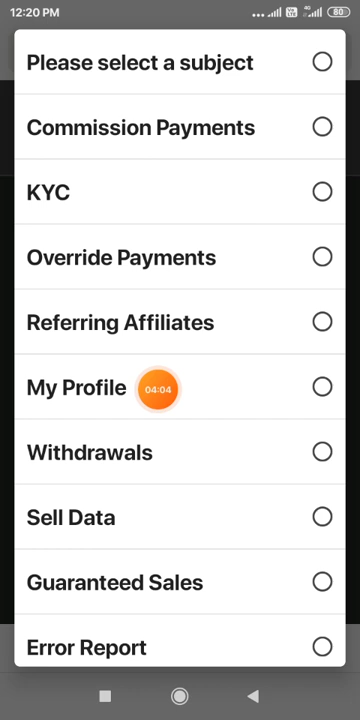 12:20 PM
4G
80
Please select a subject
Commission Payments
KYC
Override Payments
Referring Affiliates
My Profile
04:04
Withdrawals
Sell Data
Guaranteed Sales
Error Report